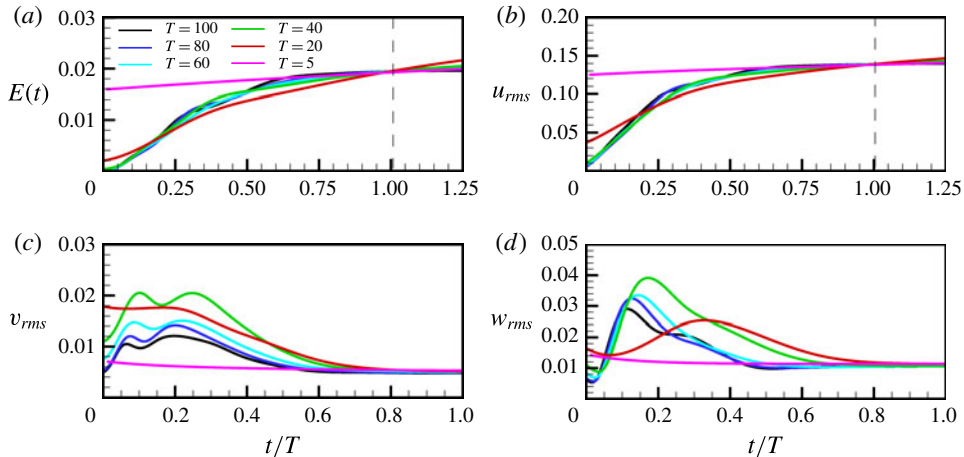 (a) 0.03 (b) 0.20
T = 100 T = 40
T = 80 T = 20
T = 60 T = 5
0.02 0.15
E(t) u_rms 0.10
0.01 0.05
0 0.25 0.50 0.75 1.00 1.25 0 0.25 0.50 0.75 1.00 1.25
(c) 0.03 (d) 0.05
0.04
0.02 0.03
v_rms w_rms
0.02
0.01 0.01
0 0.2 0.4 0.6 0.8 1.0 0 0.2 0.4 0.6 0.8 1.0
t/T t/T